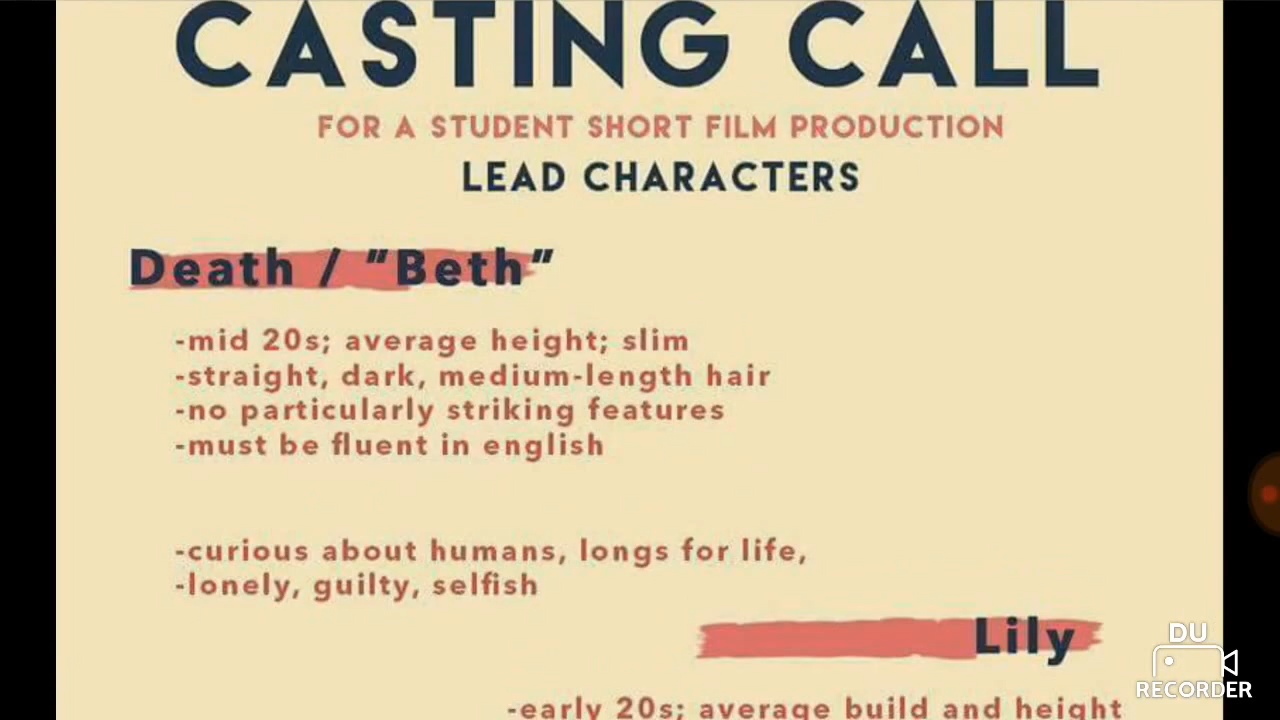 CASTING CALL
FOR A STUDENT SHORT FILM PRODUCTION
LEAD CHARACTERS
Death / "Beth"
-mid 20s; average height; slim
-straight, dark, medium-length hair
-no particularly striking features
-must be fluent in english
-curious about humans, longs for life,
-lonely, guilty, selfish
Lily
-early 20s; average build and height
DU
RECORDER